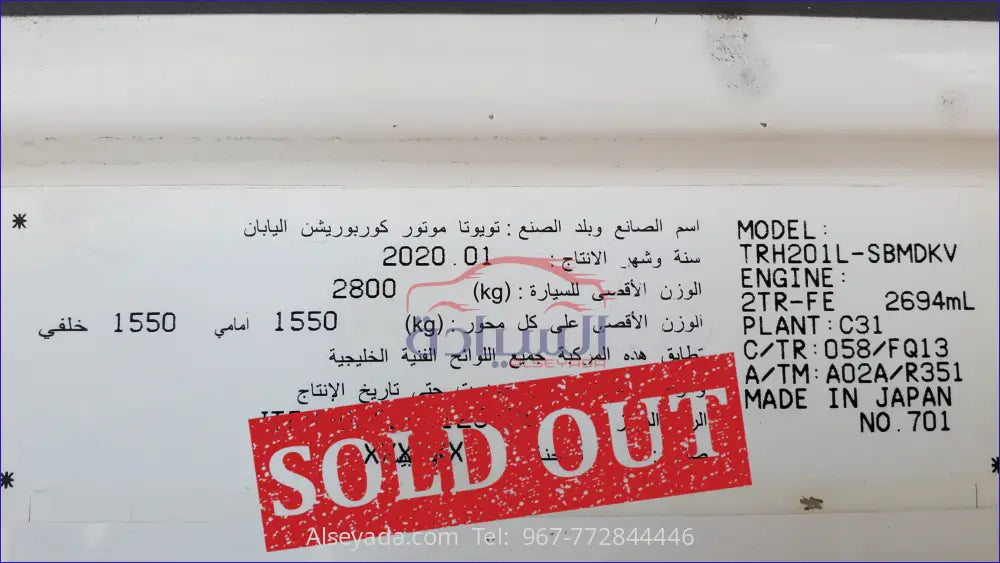 اسم الصانع وبلد الصنع : تويوتا موتور كوربوريشن اليابان
سنة وشهر الانتاج : 2020.01
الوزن الأقصى للسيارة : (kg) 2800
الوزن الأقصى على كل محور : (kg) 1550 أمامي 1550 خلفي
تطابق هذه المركبة جميع اللوائح الفنية الخليجية
حتى تاريخ الإنتاج
MODEL:
TRH201L-SBMDKV
ENGINE:
2TR-FE 2694mL
PLANT:C31
C/TR:058/FQ13
A/TM:A02A/R351
MADE IN JAPAN
NO.701
السيادة
ALSEYADA
SOLD OUT
Alseyada.com Tel: 967-772844446